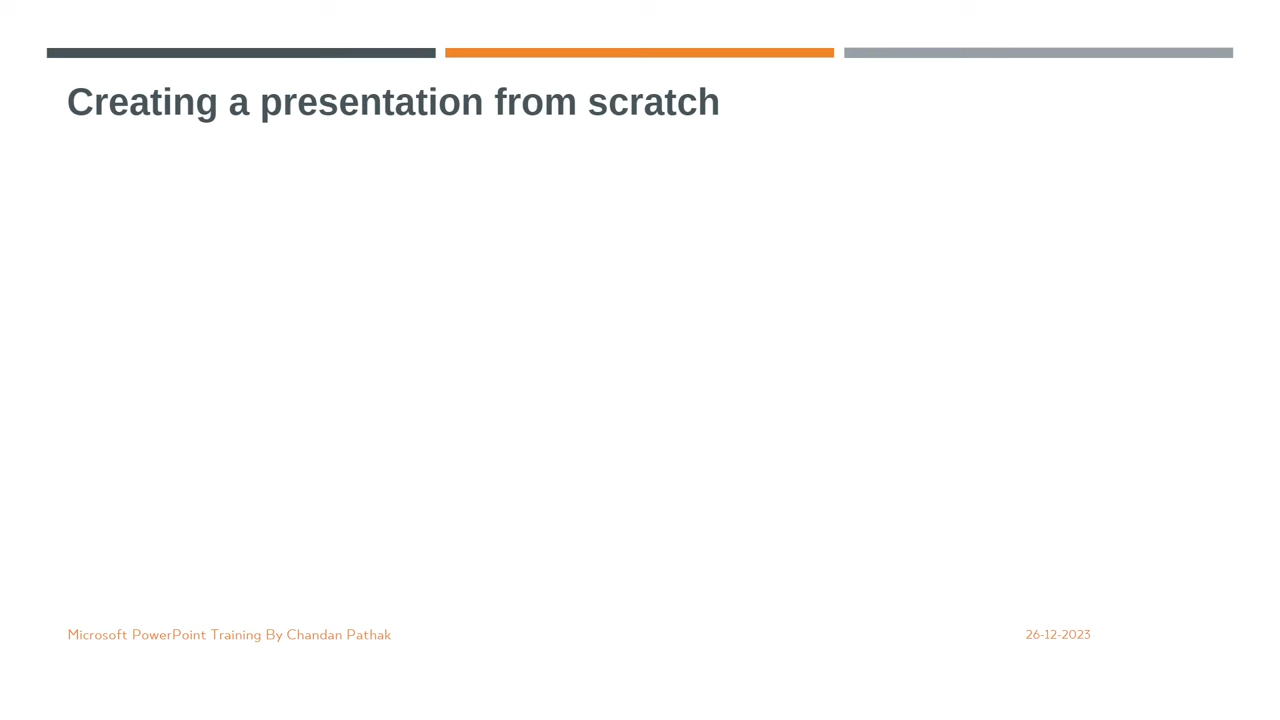 Creating a presentation from scratch
Microsoft PowerPoint Training By Chandan Pathak
26-12-2023